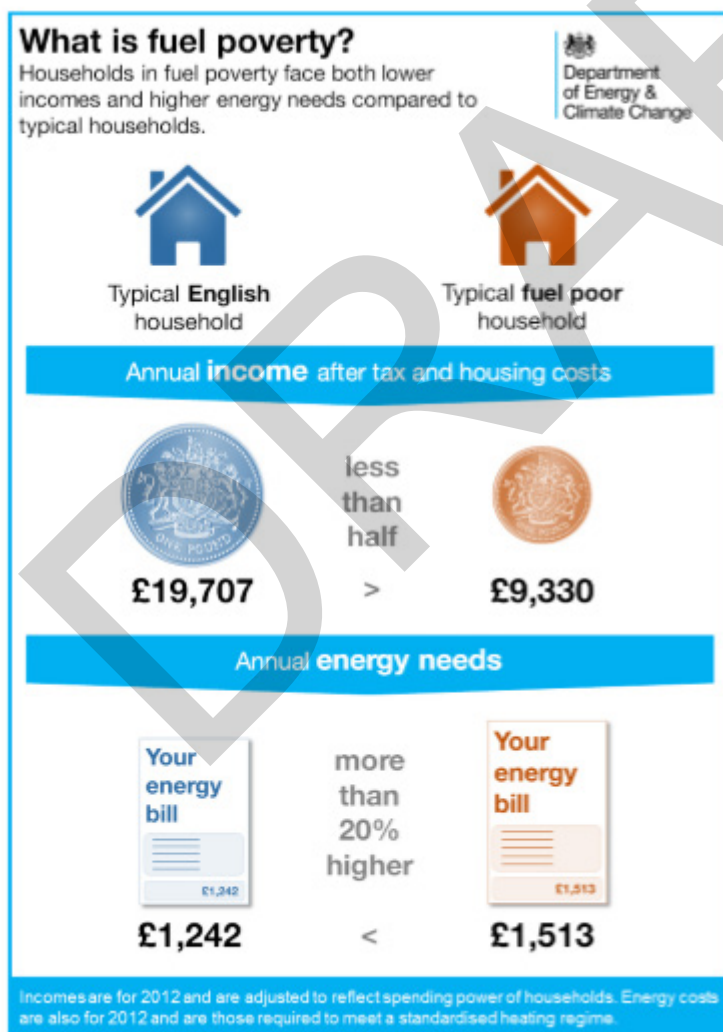 What is fuel poverty?
Households in fuel poverty face both lower
incomes and higher energy needs compared to
typical households.
Department
of Energy &
Climate Change
Typical English
household
Typical fuel poor
household
Annual income after tax and housing costs
ONE POUND
less
than
half
£19,707
>
£9,330
Annual energy needs
Your
energy
bill
£1,242
more
than
20%
higher
Your
energy
bill
£1,513
£1,242
<
£1,513
Incomes are for 2012 and are adjusted to reflect spending power of households. Energy costs
are also for 2012 and are those required to meet a standardised heating regime.
DRA